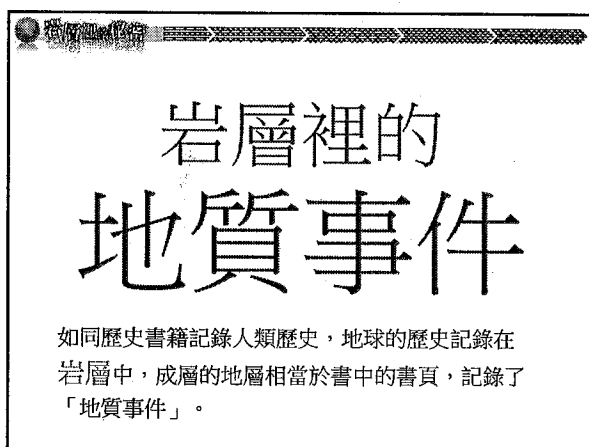 岩層裡的
地質事件
如同歷史書籍記錄人類歷史，地球的歷史記錄在
岩層中，成層的地層相當於書中的書頁，記錄了
「地質事件」。